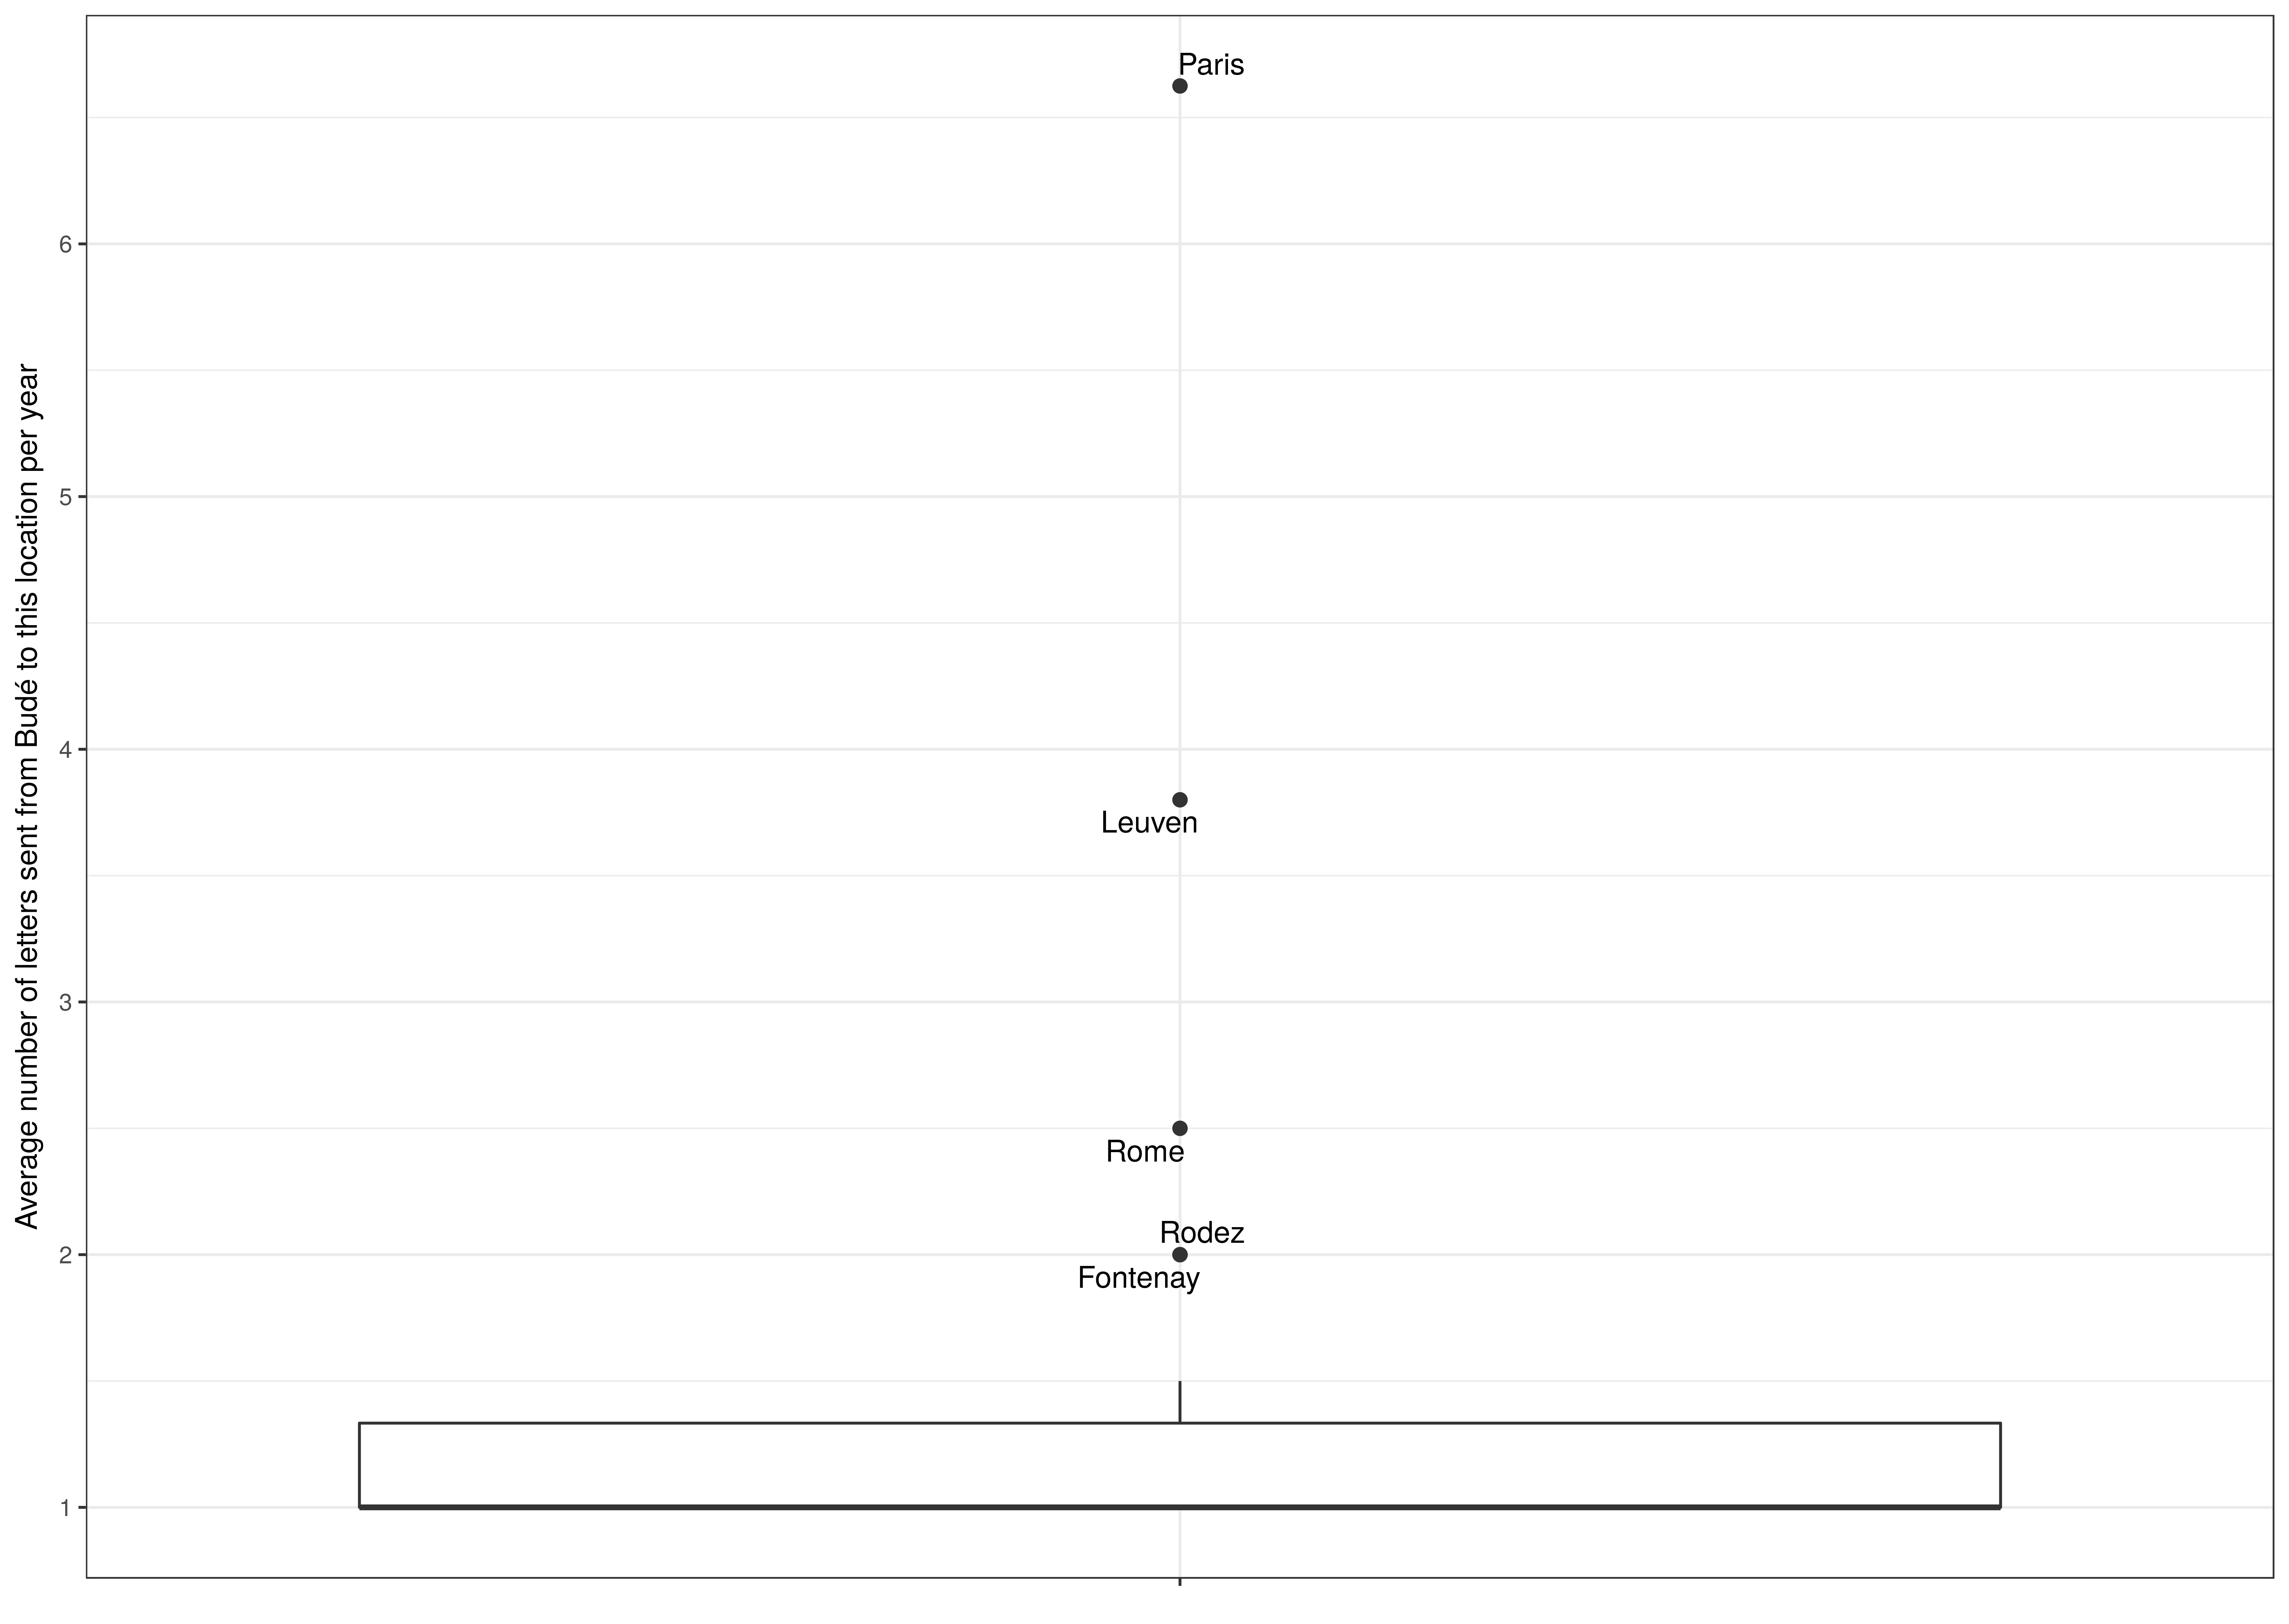 Average number of letters sent from Budé to this location per year
6
5
4
3
2
1
Paris
Leuven
Rome
Rodez
Fontenay